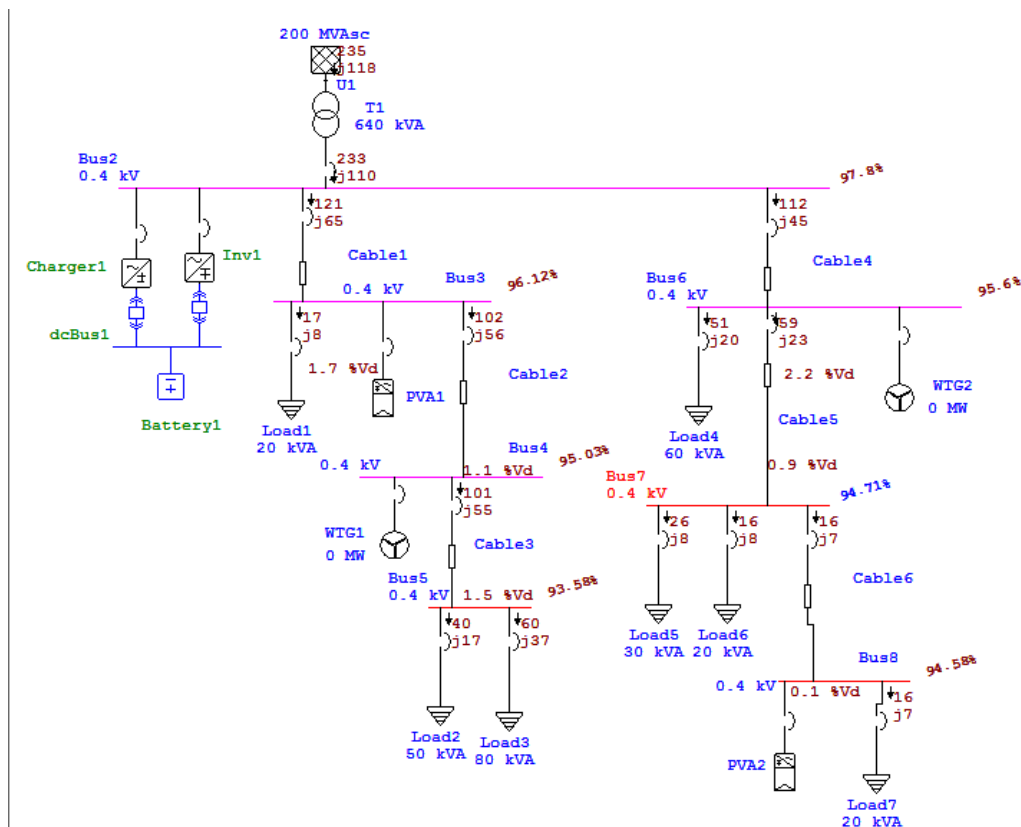 200 MVAsc
235
j118
U1
T1
640 kVA
Bus2
0.4 kV
233
j110
97.8%
121
j65
112
j45
Charger1
Inv1
Cable1
Cable4
dcBus1
Battery1
0.4 kV
Bus3
96.12%
Bus6
0.4 kV
95.6%
17
j8
102
j56
51
j20
59
j23
1.7 %Vd
2.2 %Vd
Cable2
PVA1
WTG2
0 MW
Cable5
Load1
20 kVA
Load4
60 kVA
Bus4
0.4 kV
1.1 %Vd
95.03%
0.9 %Vd
Bus7
0.4 kV
94.71%
101
j55
WTG1
0 MW
Cable3
26
j8
16
j8
16
j7
Cable6
Bus5
0.4 kV
1.5 %Vd
93.58%
40
j17
60
j37
Load5
30 kVA
Load6
20 kVA
Bus8
0.4 kV
0.1 %Vd
94.58%
16
j7
Load2
50 kVA
Load3
80 kVA
PVA2
Load7
20 kVA